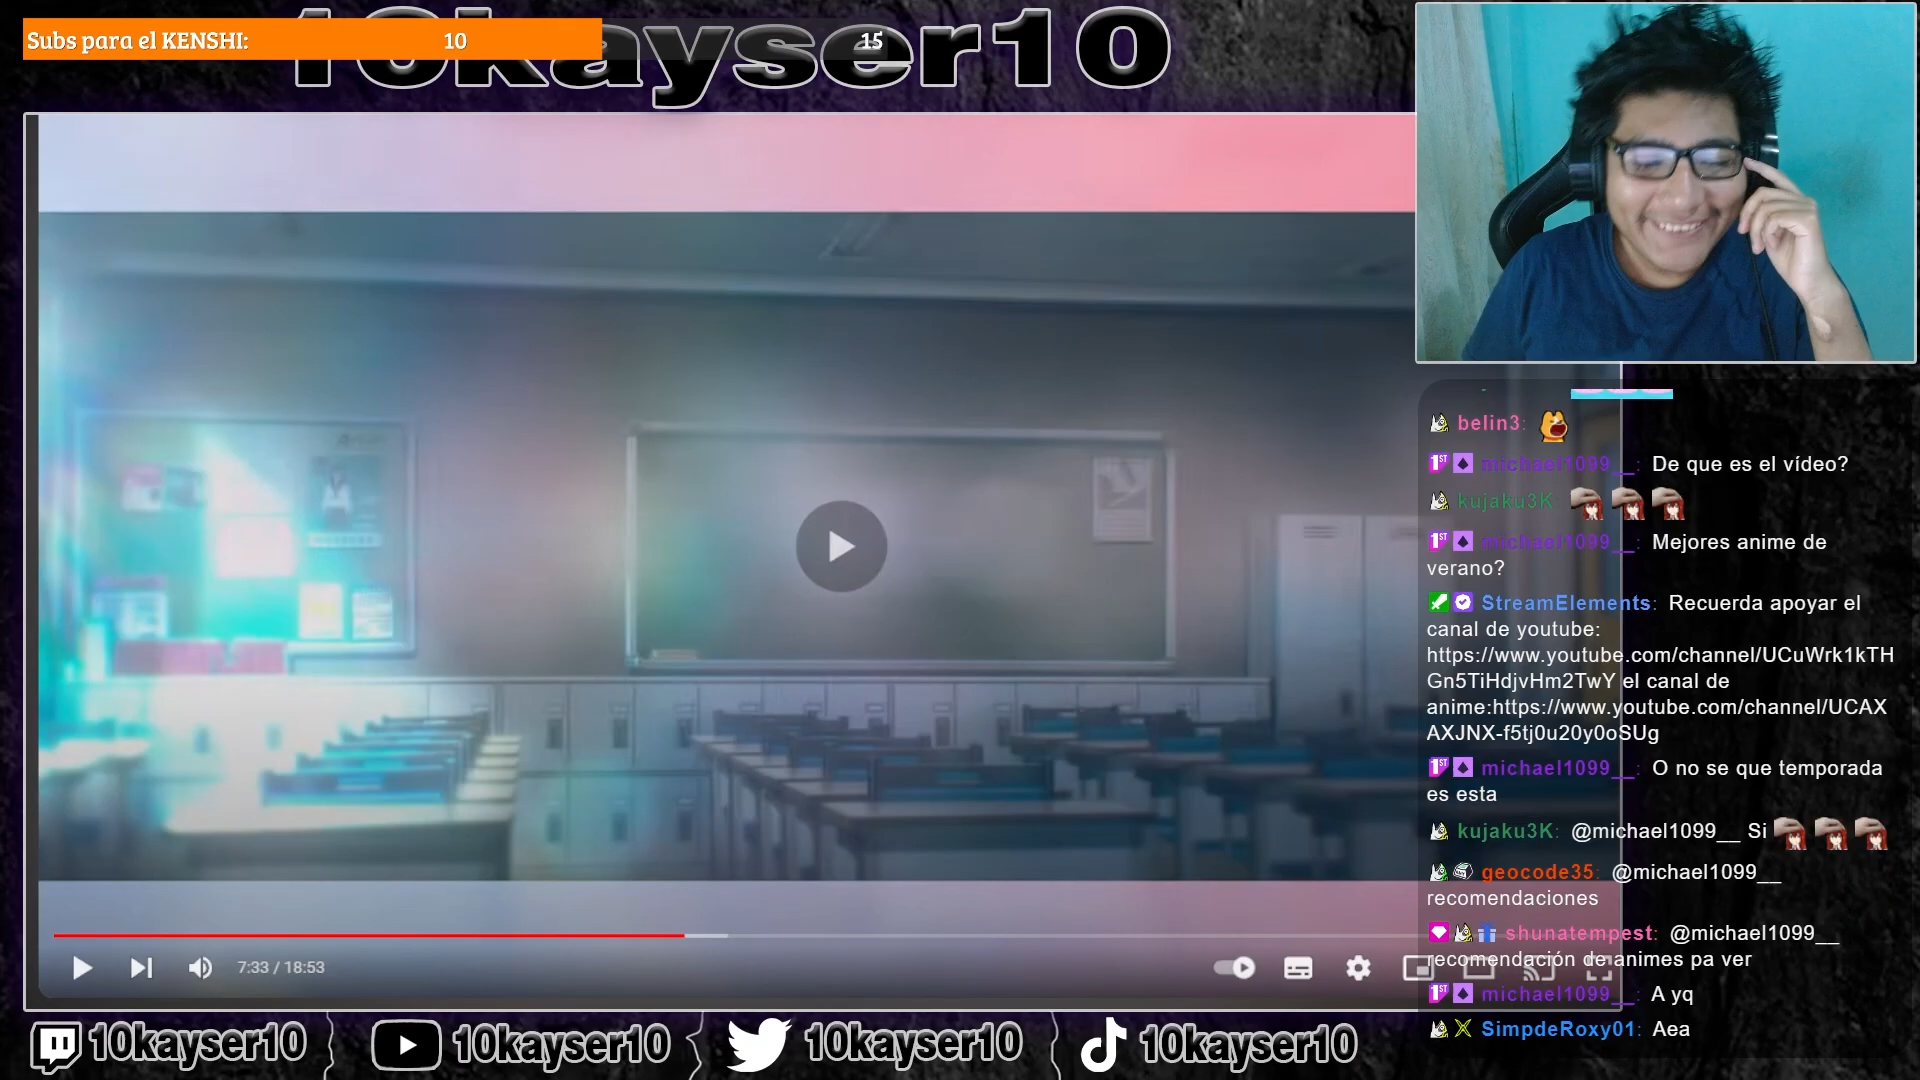 10kayser10
Subs para el KENSHI: 10 15
belin3:
michael1099__: De que es el vídeo?
kujaku3K
michael1099__: Mejores anime de
verano?
StreamElements: Recuerda apoyar el
canal de youtube:
https://www.youtube.com/channel/UCuWrk1kTH
Gn5TiHdjvHm2TwY el canal de
anime:https://www.youtube.com/channel/UCAX
AXJNX-f5tj0u20y0oSUg
michael1099__: O no se que temporada
es esta
kujaku3K: @michael1099__ Si
geocode35: @michael1099__
recomendaciones
shunatempest: @michael1099__
recomendación de animes pa ver
michael1099__: A yq
SimpdeRoxy01: Aea
7:33 / 18:53
10kayser10 10kayser10 10kayser10 10kayser10